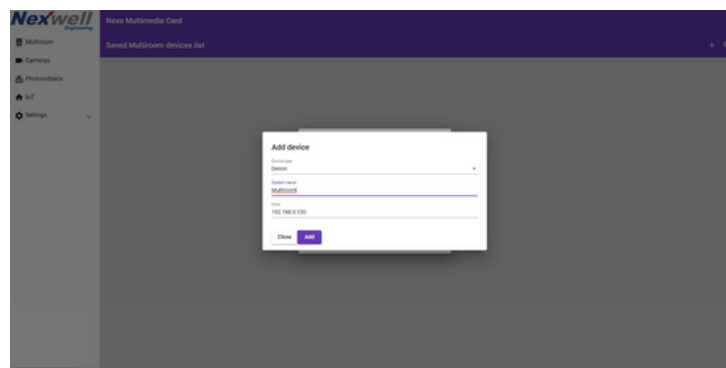 Nexwell
Engineering
Nexo Multimedia Card
Saved Multiroom devices list
+
Multiroom
Cameras
Photovoltaics
IoT
Settings
Add device
Device type
Denon
System name
Multiroom
Host
192.168.0.130
Close
Add